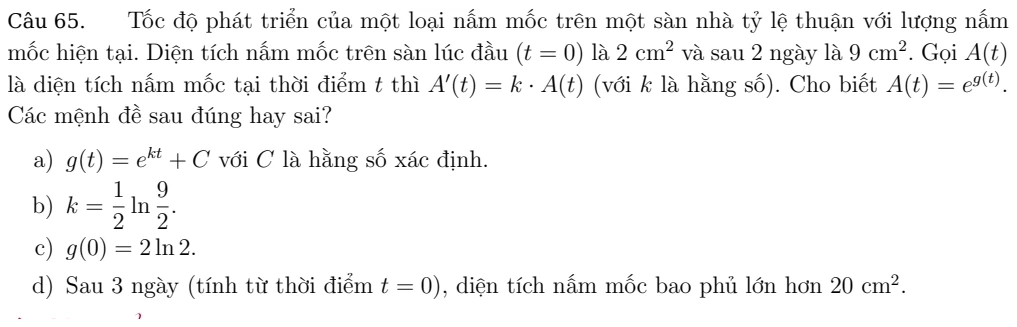 Câu 65. Tốc độ phát triển của một loại nấm mốc trên một sàn nhà tỷ lệ thuận với lượng nấm
mốc hiện tại. Diện tích nấm mốc trên sàn lúc đầu (t = 0) là 2 cm² và sau 2 ngày là 9 cm². Gọi A(t)
là diện tích nấm mốc tại thời điểm t thì A′(t) = k · A(t) (với k là hằng số). Cho biết A(t) = e^{g(t)}.
Các mệnh đề sau đúng hay sai?
a) g(t) = e^{kt} + C với C là hằng số xác định.
b) k = \frac{1}{2} ln \frac{9}{2}.
c) g(0) = 2 ln 2.
d) Sau 3 ngày (tính từ thời điểm t = 0), diện tích nấm mốc bao phủ lớn hơn 20 cm².